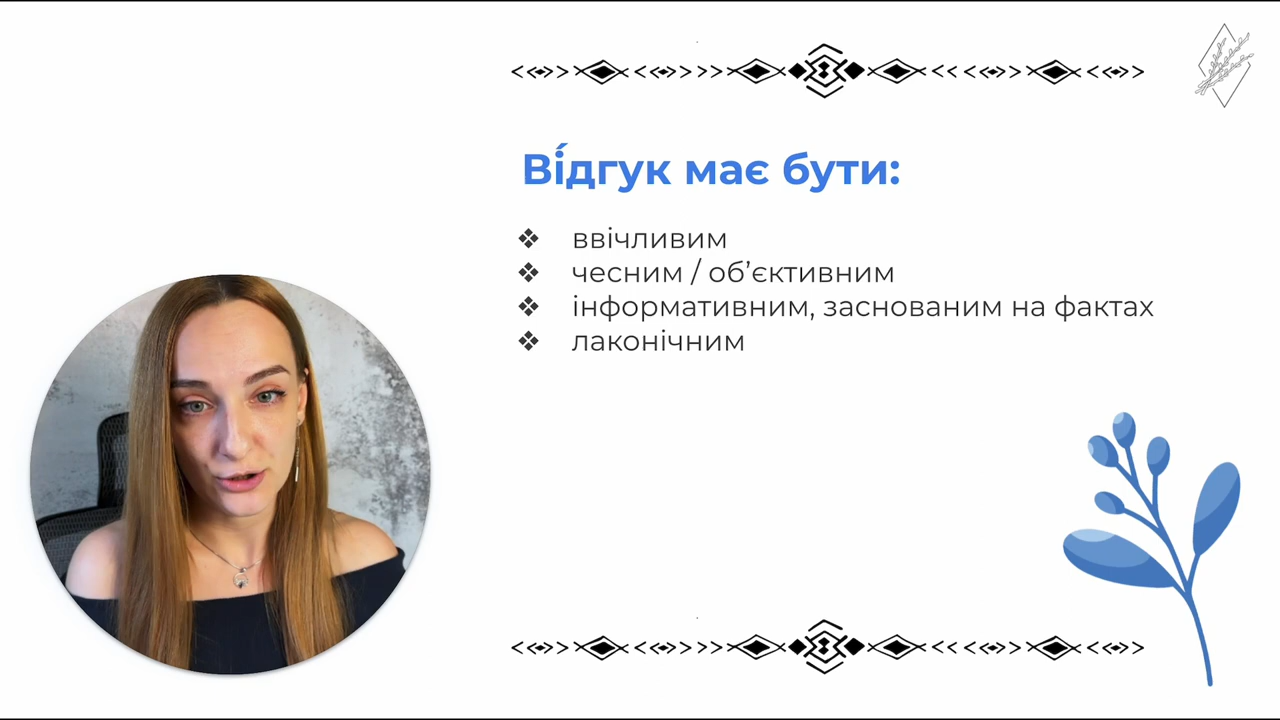 Ві́дгук має бути:
❖ ввічливим
❖ чесним / об’єктивним
❖ інформативним, заснованим на фактах
❖ лаконічним